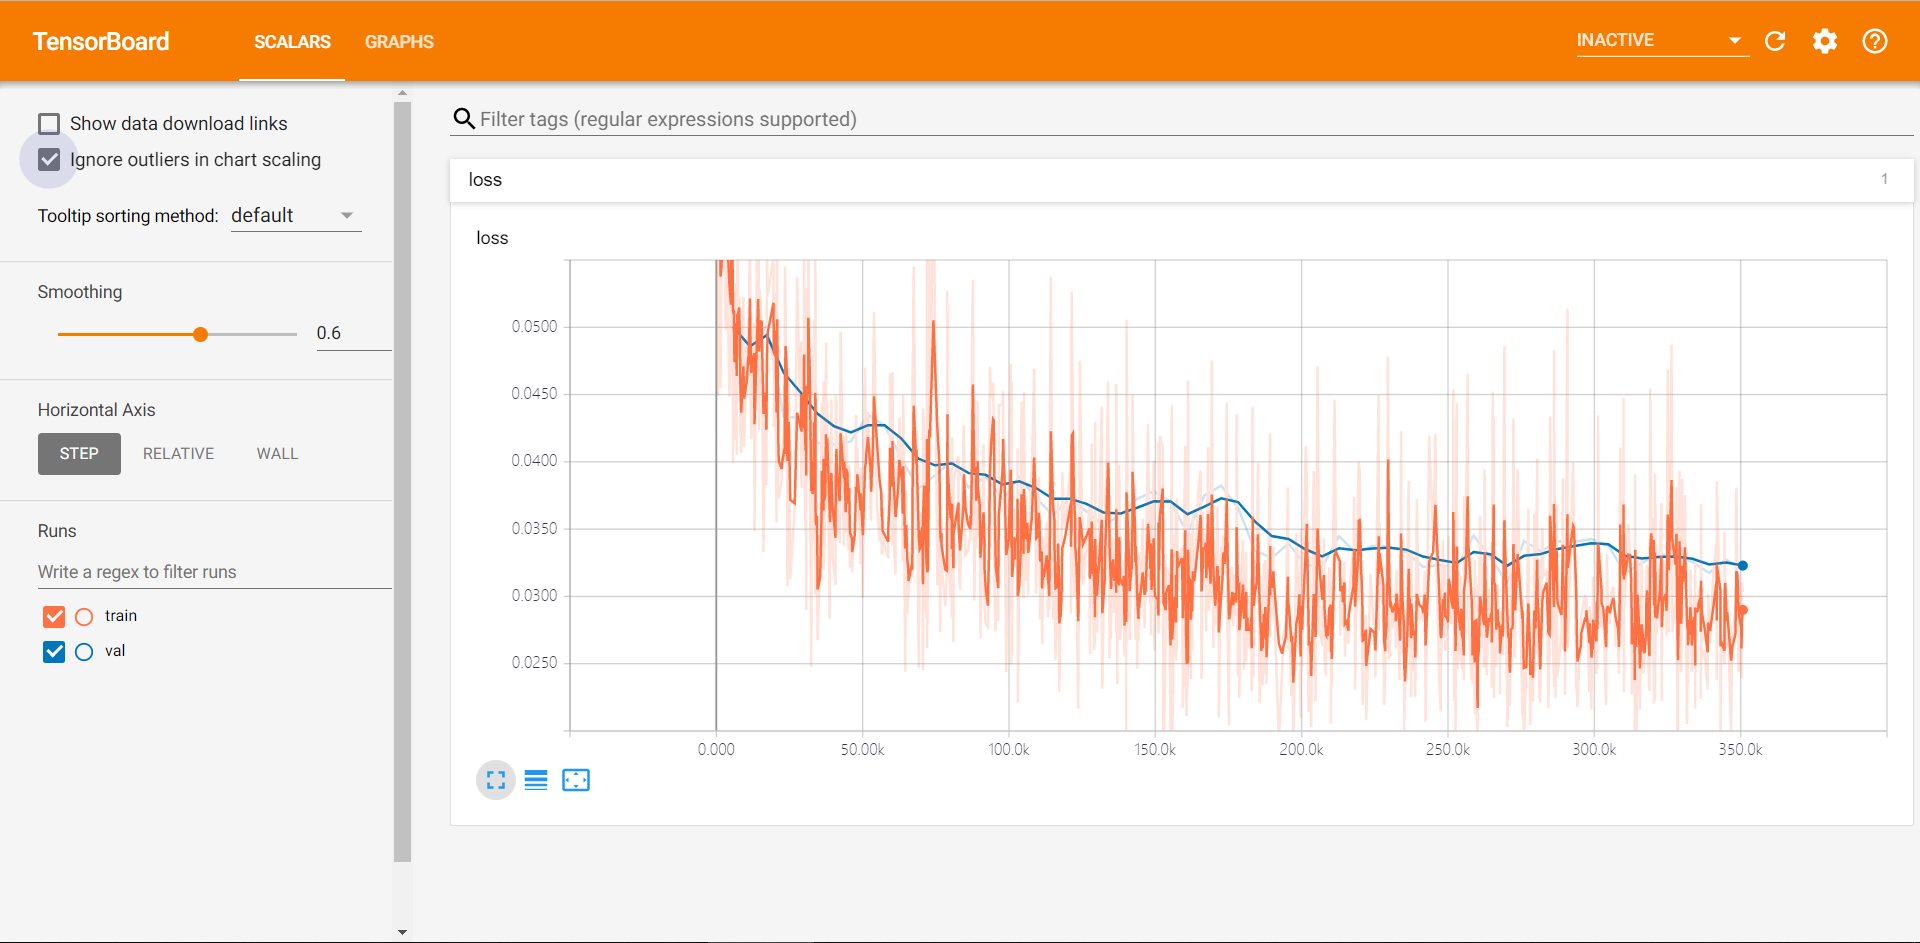 TensorBoard
SCALARS GRAPHS
INACTIVE
Show data download links
Ignore outliers in chart scaling
Tooltip sorting method: default
Smoothing
0.6
Horizontal Axis
STEP RELATIVE WALL
Runs
Write a regex to filter runs
train
val
Filter tags (regular expressions supported)
loss 1
loss
0.0500
0.0450
0.0400
0.0350
0.0300
0.0250
0.000 50.00k 100.0k 150.0k 200.0k 250.0k 300.0k 350.0k